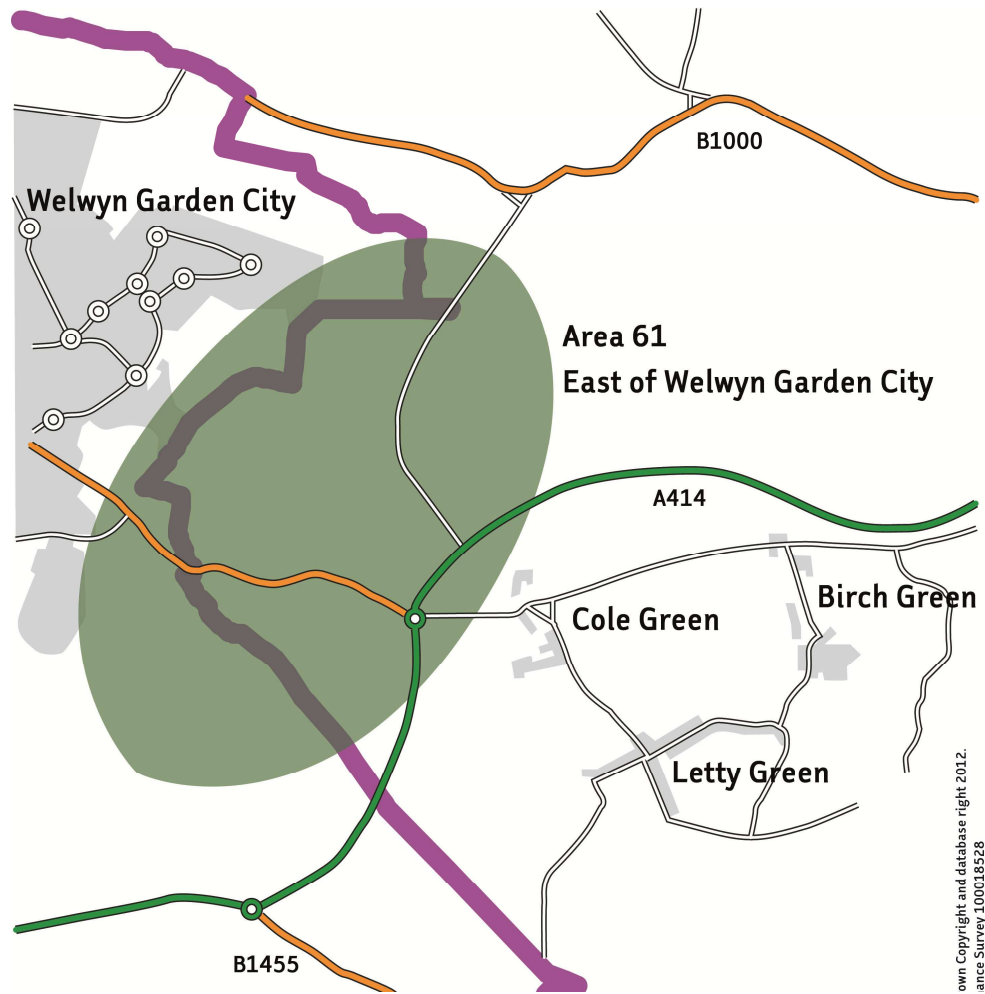 B1000
Welwyn Garden City
Area 61
East of Welwyn Garden City
A414
Birch Green
Cole Green
Letty Green
B1455
own Copyright and database right 2012.
ance Survey 100018528